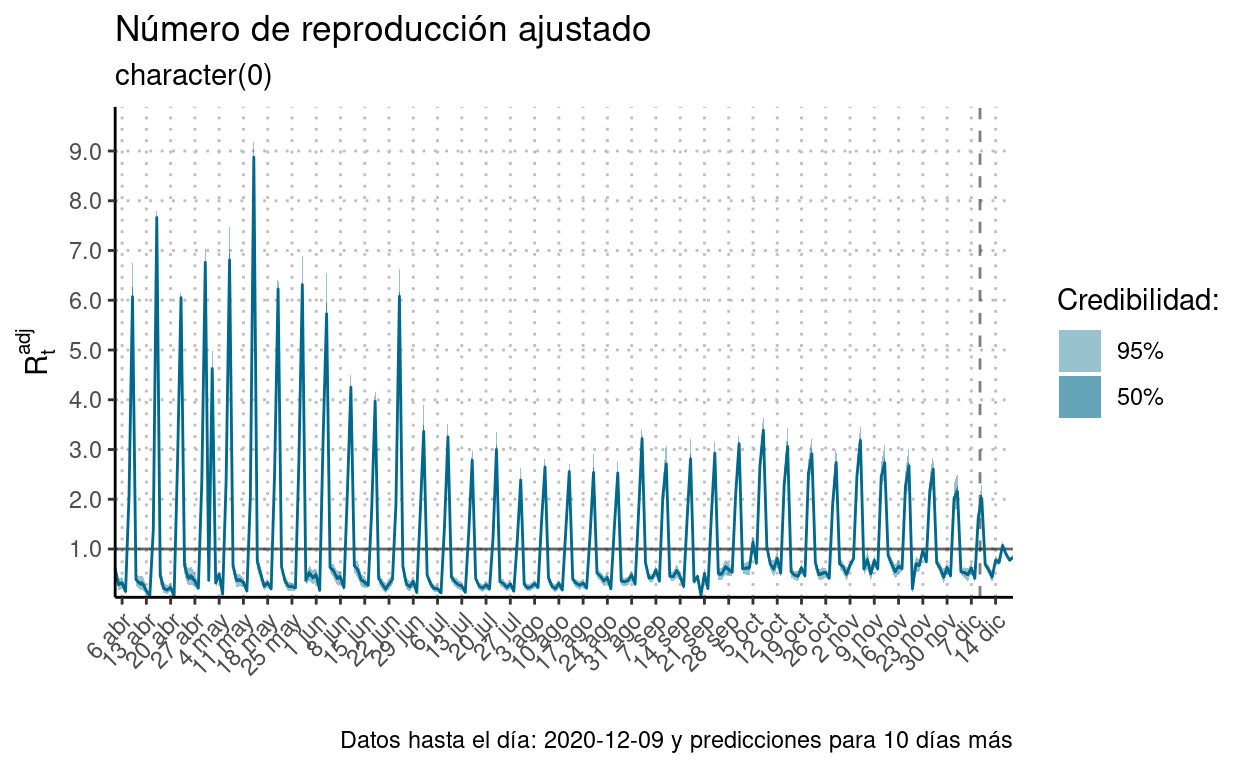 Número de reproducción ajustado
character(0)
R_t^adj
9.0
8.0
7.0
6.0
5.0
4.0
3.0
2.0
1.0
6 abr
13 abr
20 abr
27 abr
4 may
11 may
18 may
25 may
1 jun
8 jun
15 jun
22 jun
29 jun
6 jul
13 jul
20 jul
27 jul
3 ago
10 ago
17 ago
24 ago
31 ago
7 sep
14 sep
21 sep
28 sep
5 oct
12 oct
19 oct
26 oct
2 nov
9 nov
16 nov
23 nov
30 nov
7 dic
14 dic
Credibilidad:
95%
50%
Datos hasta el día: 2020-12-09 y predicciones para 10 días más